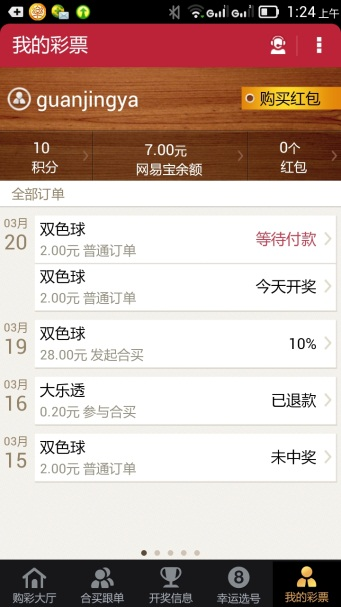 1:24 上午
我的彩票
guanjingya
购买红包
10
积分
7.00元
网易宝余额
0个
红包
全部订单
03月
20
双色球
2.00元 普通订单
等待付款
双色球
2.00元 普通订单
今天开奖
03月
19
双色球
28.00元 发起合买
10%
03月
16
大乐透
0.20元 参与合买
已退款
03月
15
双色球
2.00元 普通订单
未中奖
购彩大厅
合买跟单
开奖信息
8
幸运选号
我的彩票